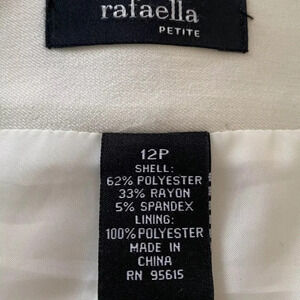 rafaella
PETITE
12P
SHELL:
62% POLYESTER
33% RAYON
5% SPANDEX
LINING:
100% POLYESTER
MADE IN
CHINA
RN 95615